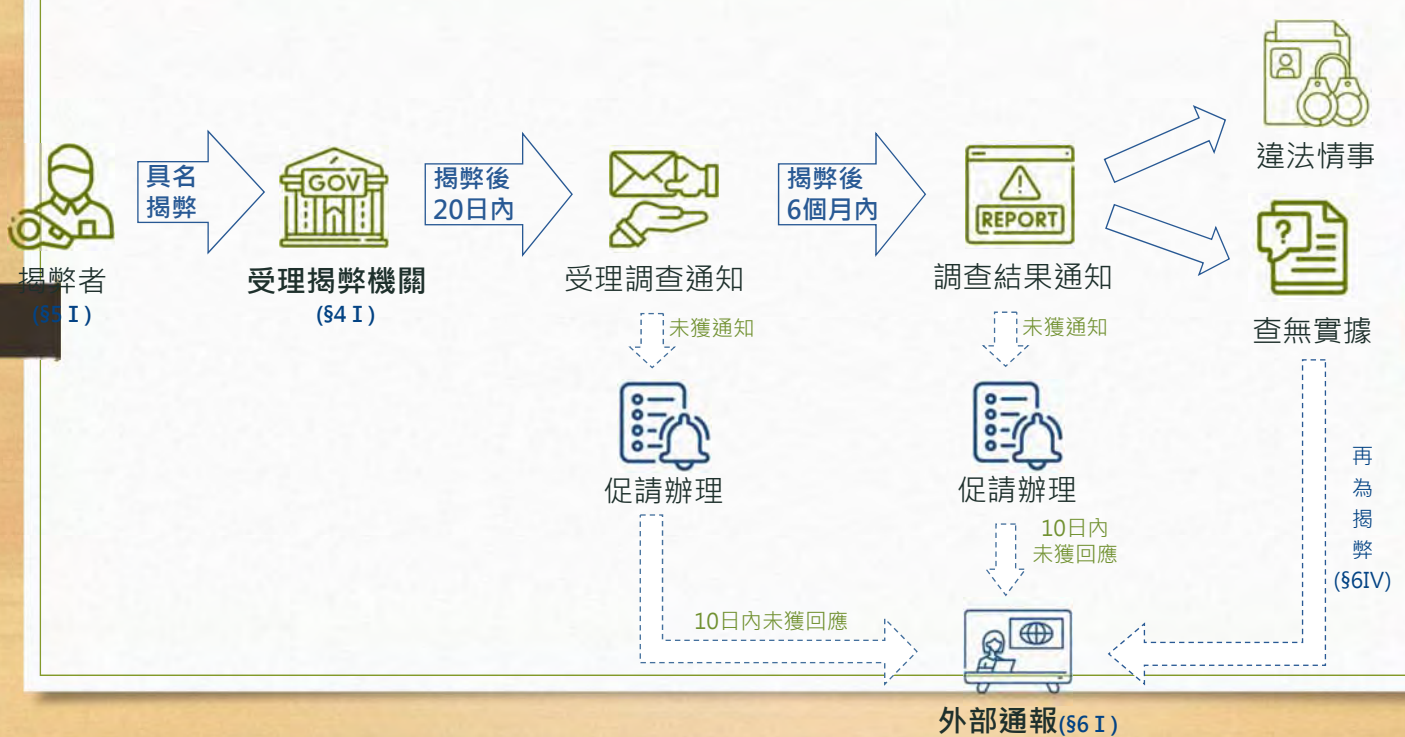 具名
揭弊
GOV
揭弊後
20日內
揭弊後
6個月內
REPORT
違法情事
揭弊者
(§5 I)
受理揭弊機關
(§4 I)
受理調查通知
調查結果通知
?
查無實據
未獲通知
未獲通知
促請辦理
促請辦理
10日內
未獲回應
10日內未獲回應
再
為
揭
弊
(§6IV)
外部通報(§6 I)